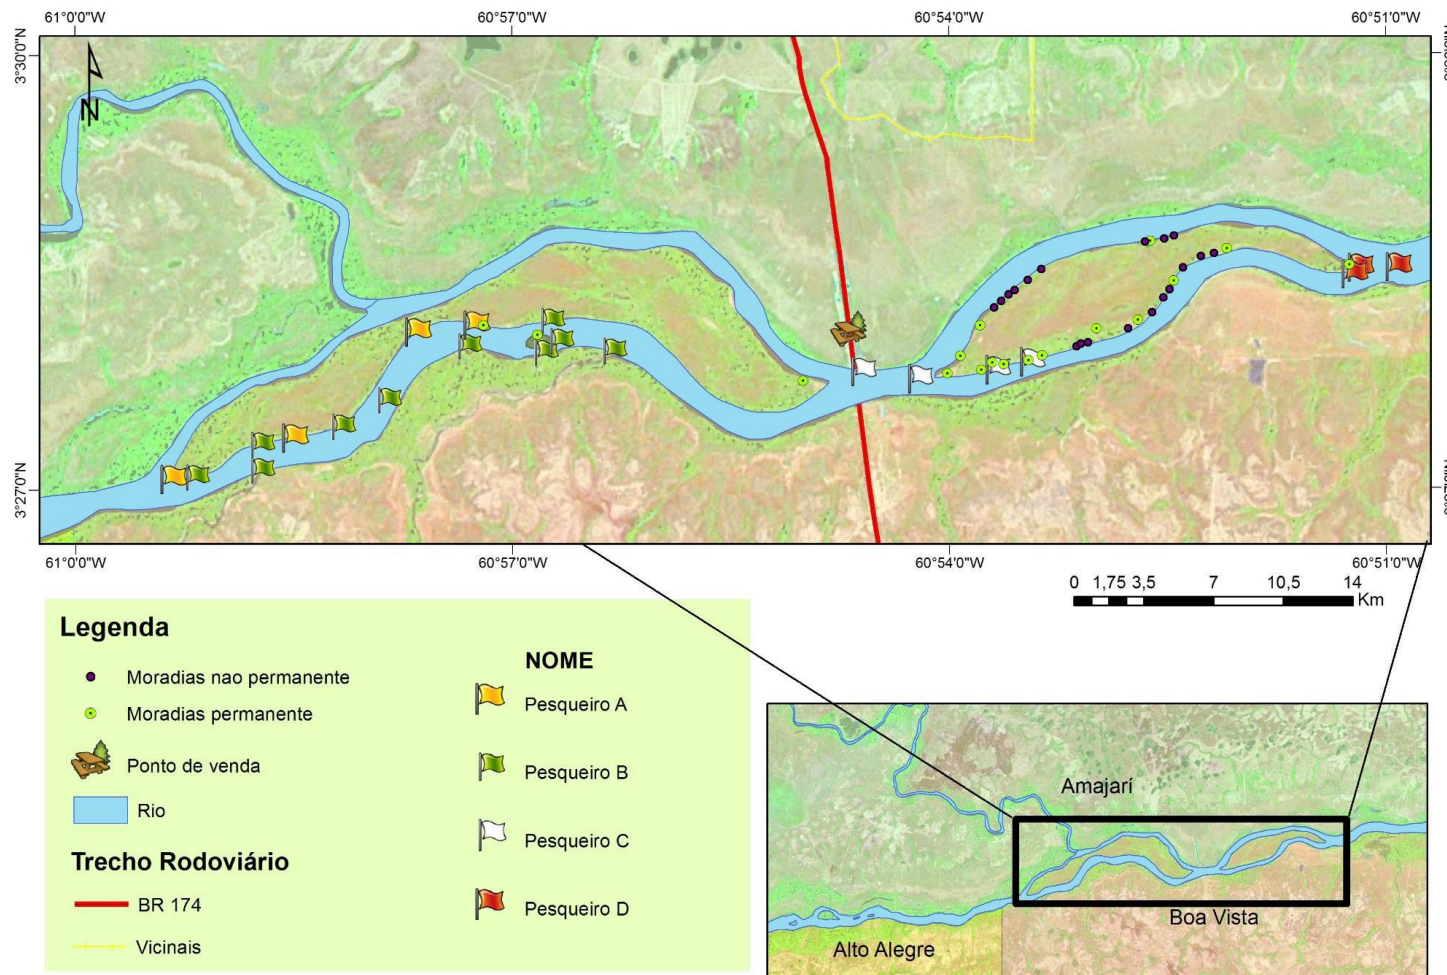 61°0'0"W
60°57'0"W
60°54'0"W
60°51'0"W
3°30'0"N
N
3°27'0"N
61°0'0"W
60°57'0"W
60°54'0"W
60°51'0"W
0 1,75 3,5 7 10,5 14
Km
Legenda
Moradias nao permanente
Moradias permanente
Ponto de venda
Rio
Trecho Rodoviário
BR 174
Vicinais
NOME
Pesqueiro A
Pesqueiro B
Pesqueiro C
Pesqueiro D
Amajarí
Boa Vista
Alto Alegre